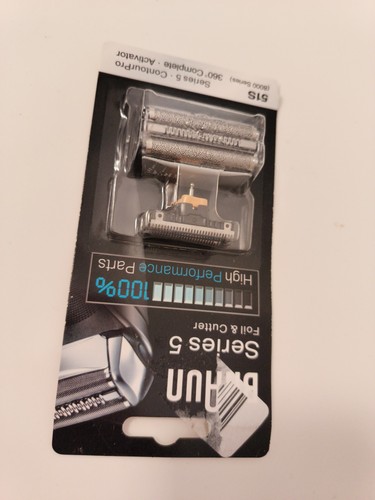 BRAUN
Series 5
Foil & Cutter
100%
High Performance Parts
51S
(8000 Series)
Series 5 · ContourPro
360° Complete · Activator